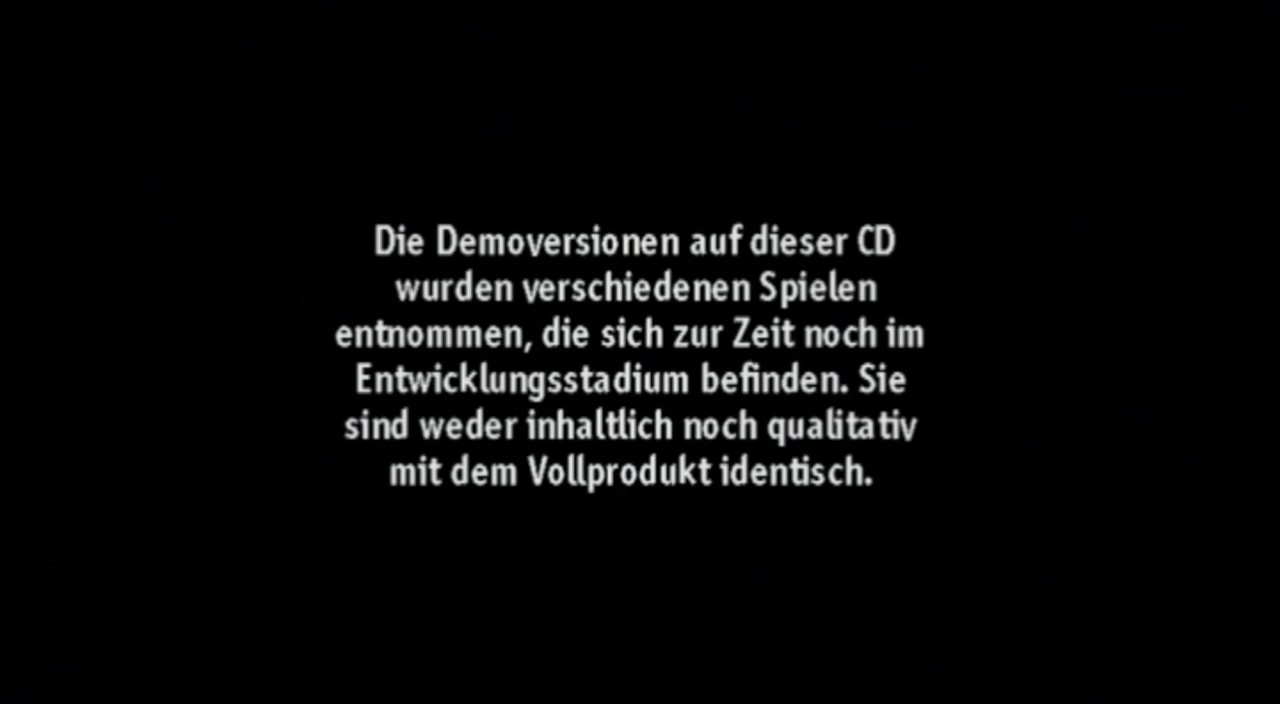 Die Demoversionen auf dieser CD
wurden verschiedenen Spielen
entnommen, die sich zur Zeit noch im
Entwicklungsstadium befinden. Sie
sind weder inhaltlich noch qualitativ
mit dem Vollprodukt identisch.